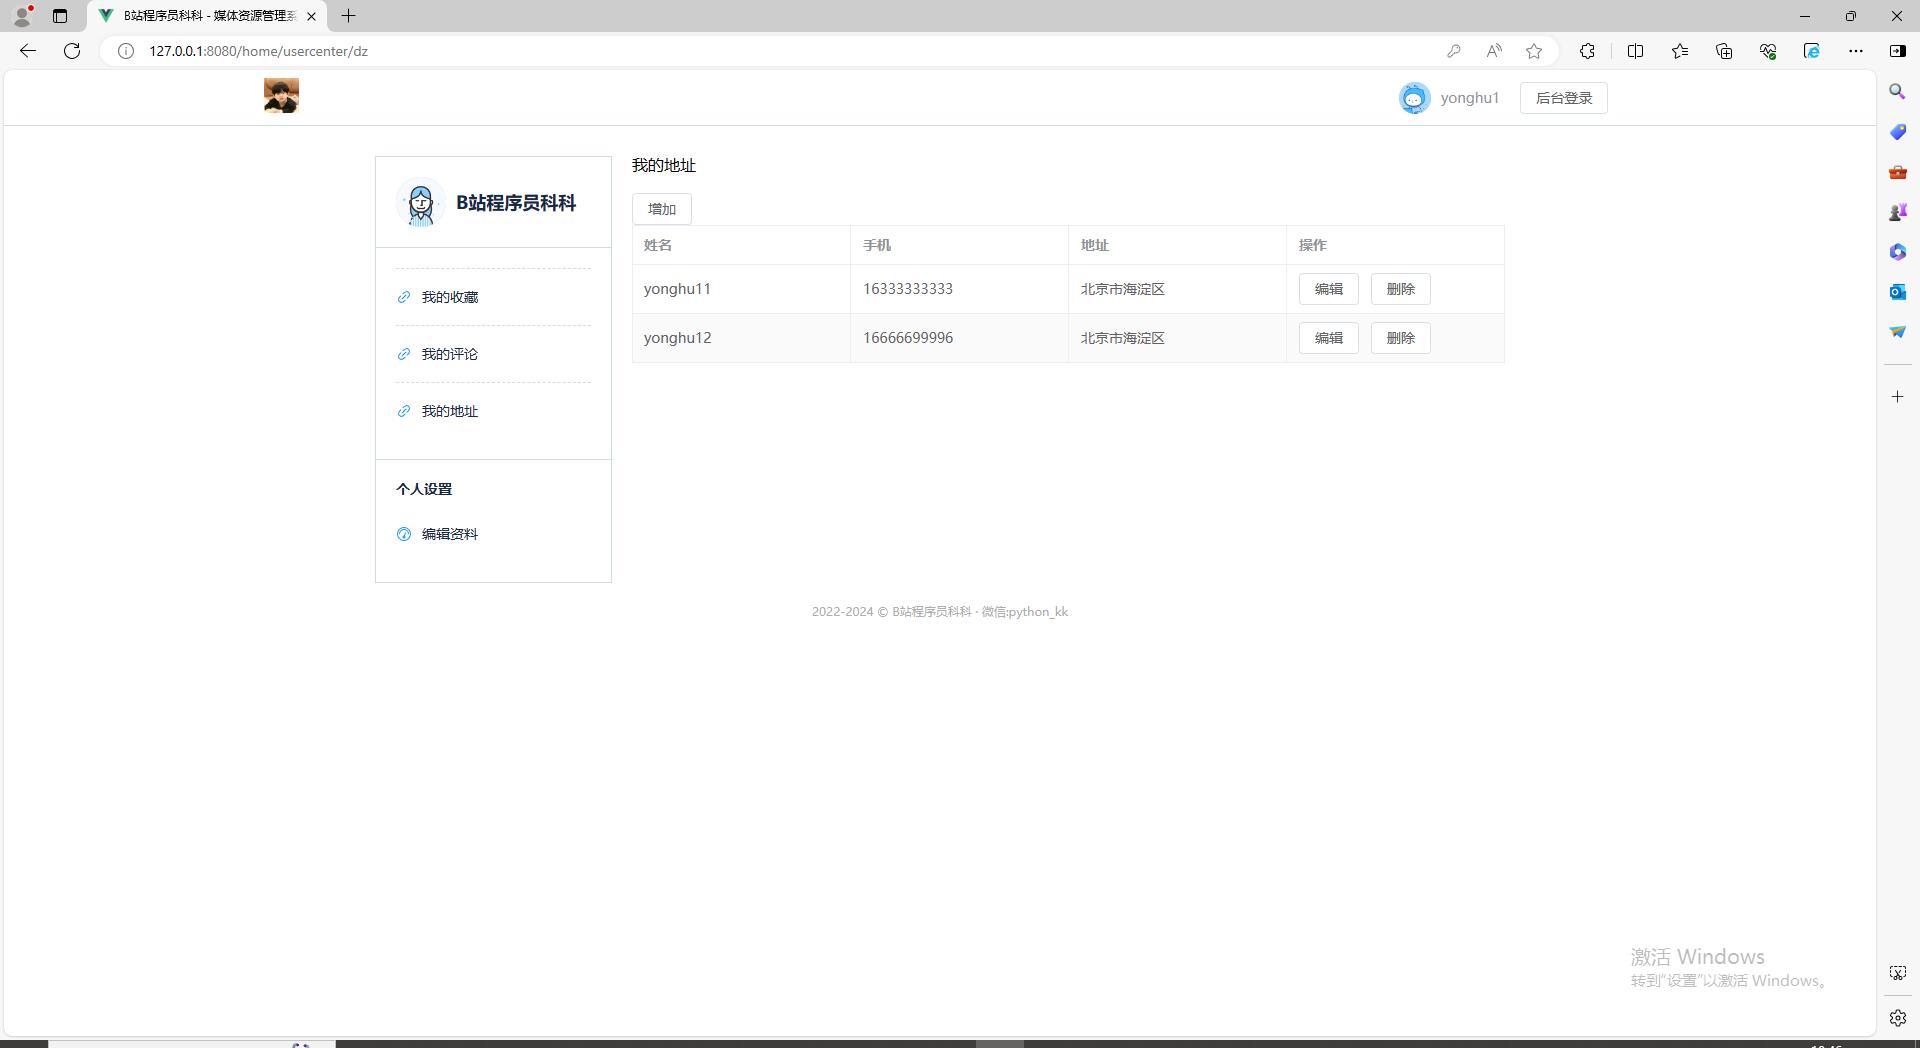 B站程序员科科 - 媒体资源管理系
127.0.0.1:8080/home/usercenter/dz
yonghu1
后台登录
B站程序员科科
我的收藏
我的评论
我的地址
个人设置
编辑资料
我的地址
增加
姓名 手机 地址 操作
yonghu11 16333333333 北京市海淀区 编辑 删除
yonghu12 16666699996 北京市海淀区 编辑 删除
2022-2024 © B站程序员科科 · 微信:python_kk
激活 Windows
转到“设置”以激活 Windows。